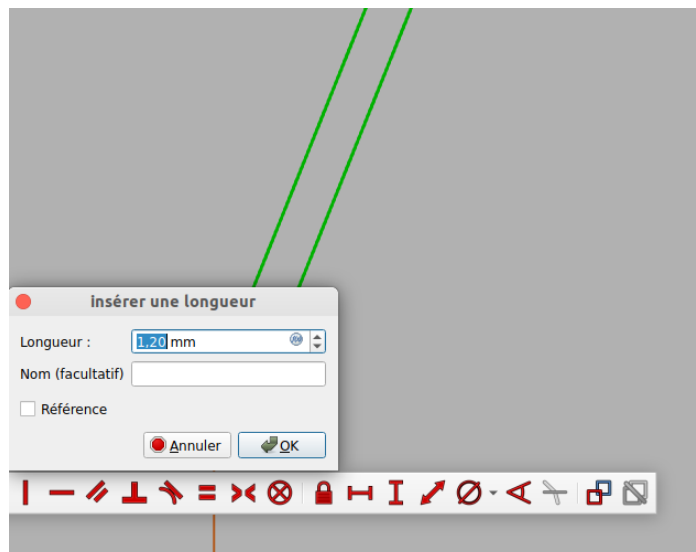 insérer une longueur
Longueur : 1,20 mm
Nom (facultatif)
Référence
Annuler OK